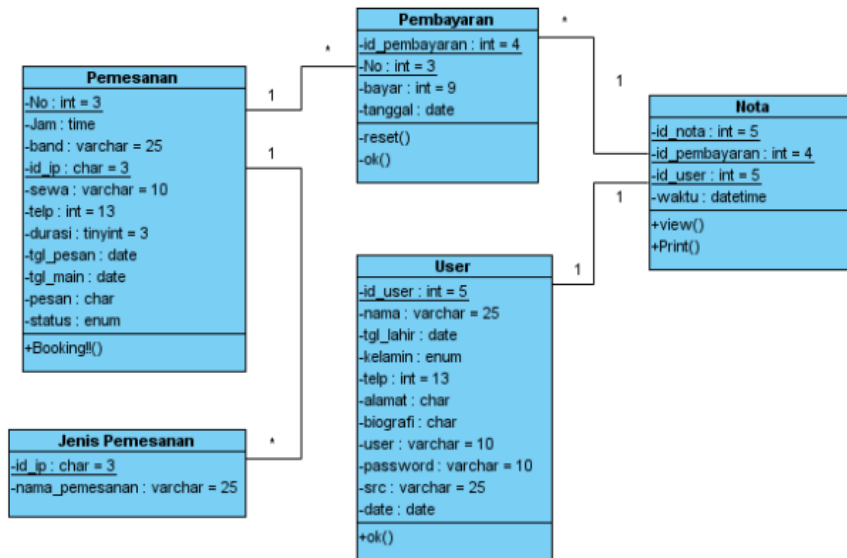 Pemesanan
-No : int = 3
-Jam : time
-band : varchar = 25
-id_jp : char = 3
-sewa : varchar = 10
-telp : int = 13
-durasi : tinyint = 3
-tgl_pesan : date
-tgl_main : date
-pesan : char
-status : enum
+Booking!!()
1
1
*
Jenis Pemesanan
-id_jp : char = 3
-nama_pemesanan : varchar = 25
*
Pembayaran
-id_pembayaran : int = 4
-No : int = 3
-bayar : int = 9
-tanggal : date
-reset()
-ok()
*
1
Nota
-id_nota : int = 5
-id_pembayaran : int = 4
-id_user : int = 5
-waktu : datetime
+view()
+Print()
1
1
User
-id_user : int = 5
-nama : varchar = 25
-tgl_lahir : date
-kelamin : enum
-telp : int = 13
-alamat : char
-biografi : char
-user : varchar = 10
-password : varchar = 10
-src : varchar = 25
-date : date
+ok()